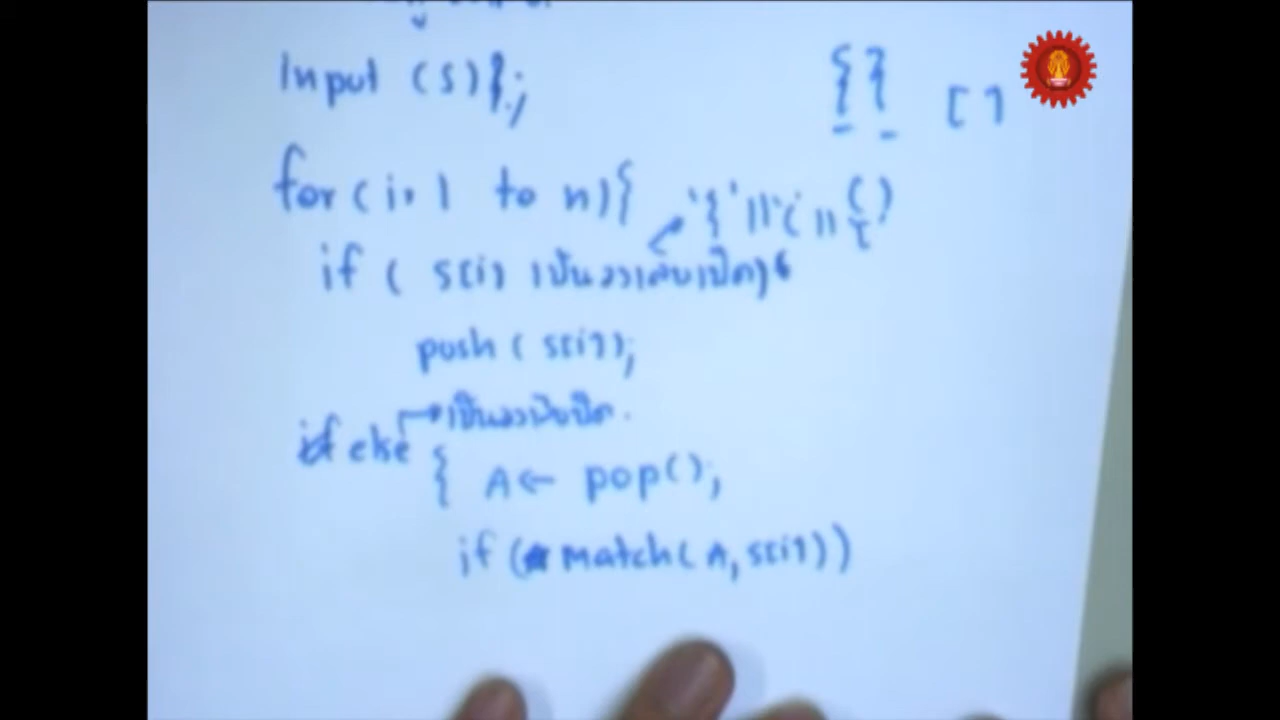 input (s);
{ } [ ]
for (i, 1 to n) {
'{' || '( || [ )
if ( s[i] เป็นวงเล็บเปิด)
push ( s[i] );
เป็นวงเล็บปิด.
if else
{ A ← pop();
if ( match( A, s[i] ))